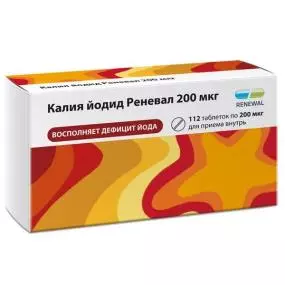 Калия йодид Реневал 200 мкг
RENEWAL
Калия йодид Реневал 200 мкг
ВОСПОЛНЯЕТ ДЕФИЦИТ ЙОДА
112 таблеток по 200 мкг
для приема внутрь